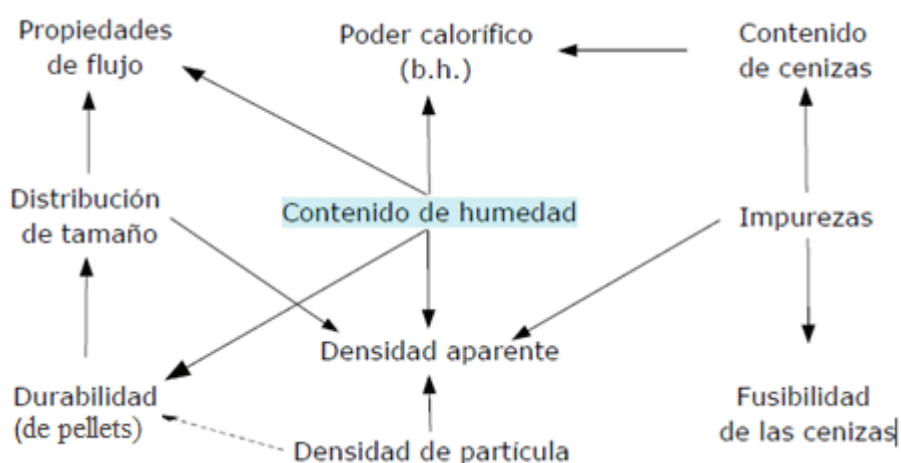 Propiedades
de flujo
Poder calorífico
(b.h.)
Contenido
de cenizas
Distribución
de tamaño
Contenido de humedad
Impurezas
Densidad aparente
Durabilidad
(de pellets)
Densidad de partícula
Fusibilidad
de las cenizas